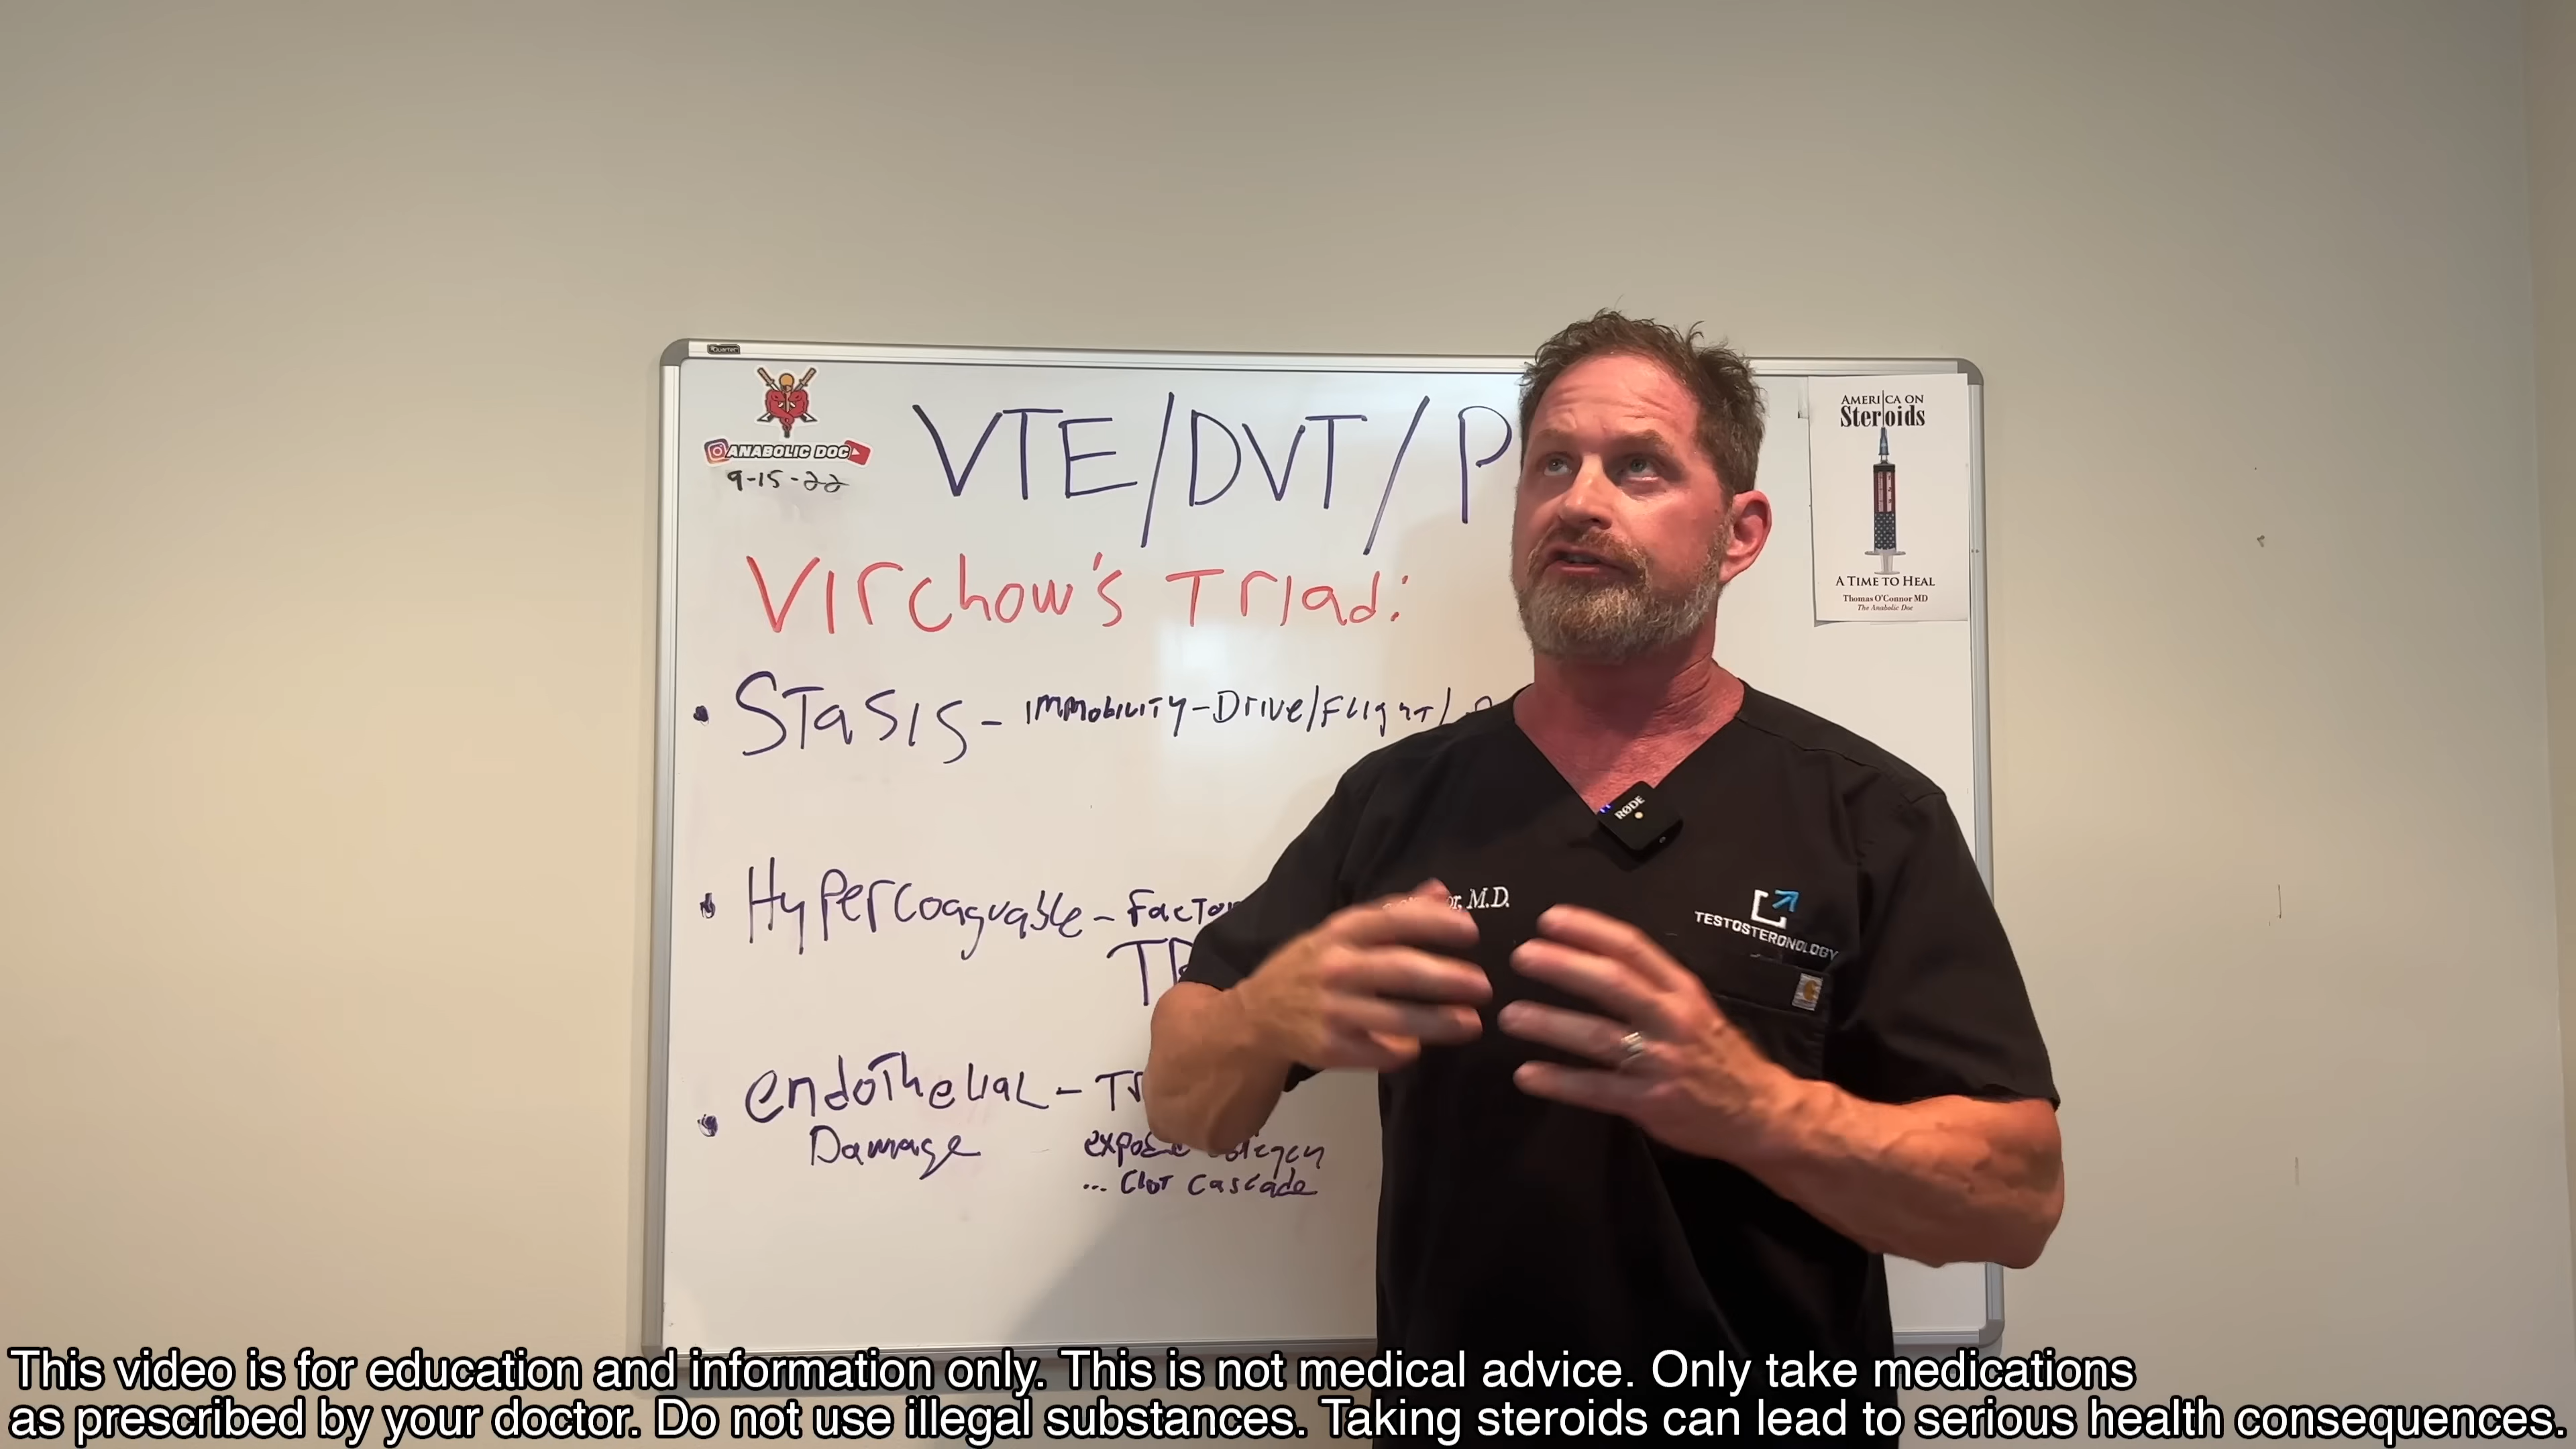 Quartet
ANABOLIC DOC
9-15-22
VTE/DVT/P
AMERICA ON
Steroids
A TIME TO HEAL
Thomas O'Connor MD
The Anabolic Doc
Virchow's Triad:
• Stasis - immobility - Drive/Flight/
• Hypercoaguable - Factor
• endothelial - Tr
Damage
... Clot Cascade
RØDE
or, M.D.
TESTOSTERONOLOGY
This video is for education and information only. This is not medical advice. Only take medications
as prescribed by your doctor. Do not use illegal substances. Taking steroids can lead to serious health consequences.